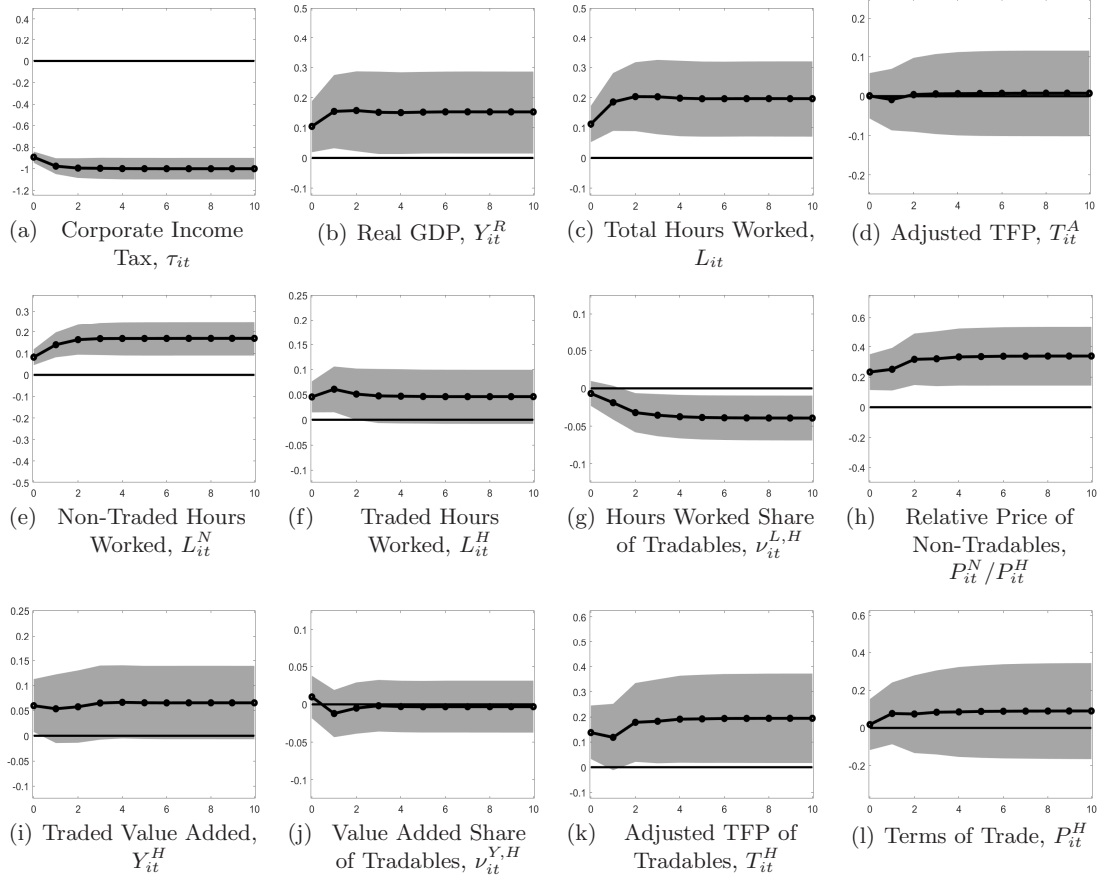 0.4
0.2
0
-0.2
-0.4
-0.6
-0.8
-1
-1.2
0 2 4 6 8 10
(a) Corporate Income
Tax, τ_it
0.5
0.4
0.3
0.2
0.1
0
-0.1
0 2 4 6 8 10
(b) Real GDP, Y_it^R
0.5
0.4
0.3
0.2
0.1
0
-0.1
0 2 4 6 8 10
(c) Total Hours Worked,
L_it
0.2
0.1
0
-0.1
-0.2
0 2 4 6 8 10
(d) Adjusted TFP, T_it^A
0.3
0.2
0.1
0
-0.1
-0.2
-0.3
-0.4
-0.5
0 2 4 6 8 10
(e) Non-Traded Hours
Worked, L_it^N
0.25
0.2
0.15
0.1
0.05
0
-0.05
-0.1
0 2 4 6 8 10
(f) Traded Hours
Worked, L_it^H
0.1
0.05
0
-0.05
-0.1
0 2 4 6 8 10
(g) Hours Worked Share
of Tradables, ν_it^{L,H}
0.6
0.4
0.2
0
-0.2
-0.4
0 2 4 6 8 10
(h) Relative Price of
Non-Tradables,
P_it^N/P_it^H
0.25
0.2
0.15
0.1
0.05
0
-0.05
-0.1
0 2 4 6 8 10
(i) Traded Value Added,
Y_it^H
0.1
0.05
0
-0.05
-0.1
0 2 4 6 8 10
(j) Value Added Share
of Tradables, ν_it^{Y,H}
0.6
0.5
0.4
0.3
0.2
0.1
0
-0.1
0 2 4 6 8 10
(k) Adjusted TFP of
Tradables, T_it^H
0.6
0.4
0.2
0
-0.2
0 2 4 6 8 10
(l) Terms of Trade, P_it^H